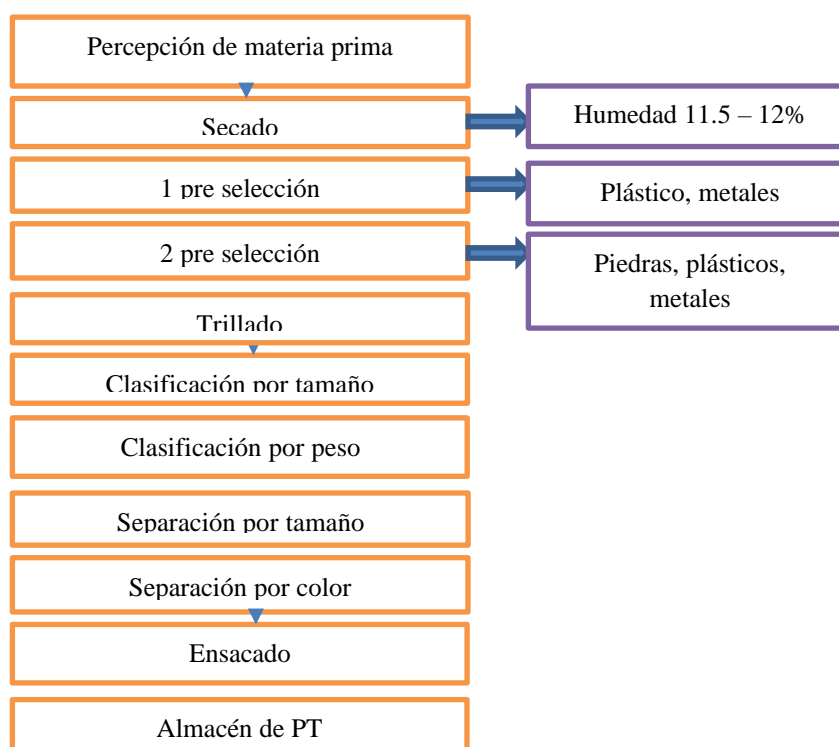 Percepción de materia prima
Secado
Humedad 11.5 – 12%
1 pre selección
Plástico, metales
2 pre selección
Piedras, plásticos,
metales
Trillado
Clasificación por tamaño
Clasificación por peso
Separación por tamaño
Separación por color
Ensacado
Almacén de PT